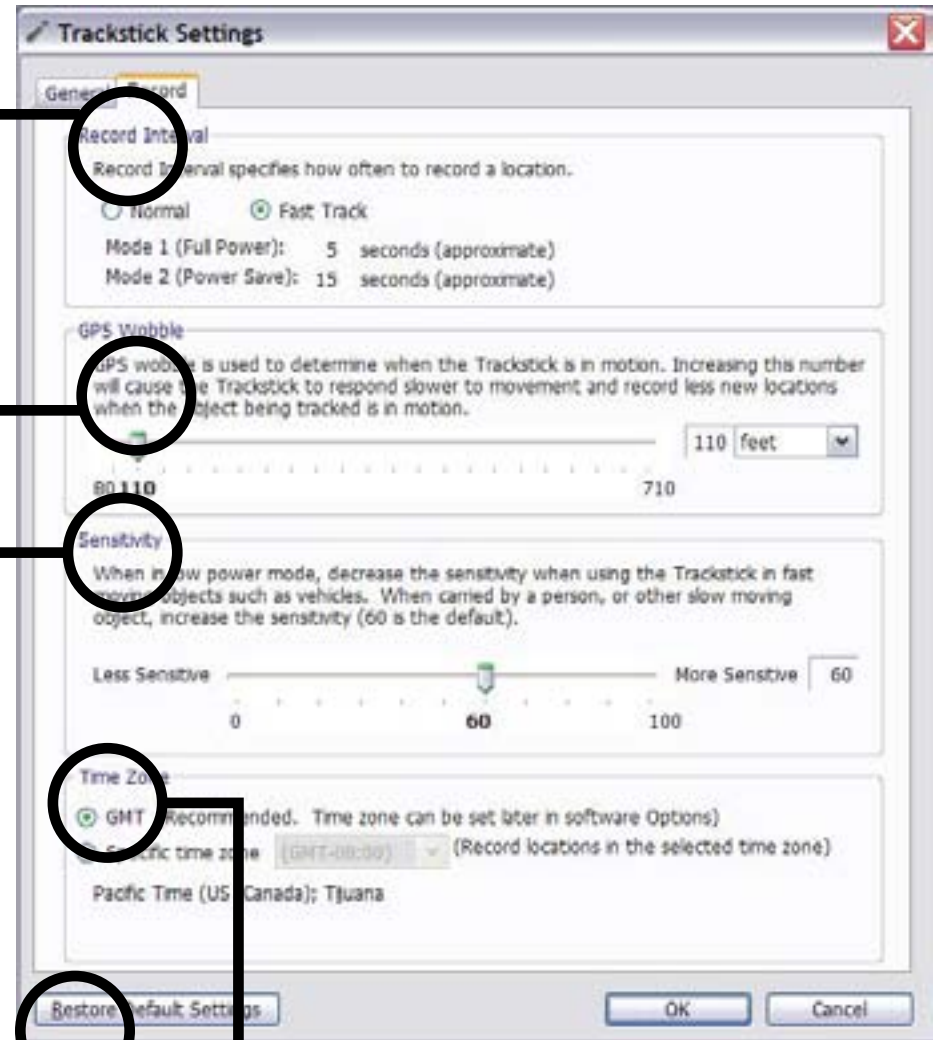 Trackstick Settings
General Record
Record Interval
Record Interval specifies how often to record a location.
Normal Fast Track
Mode 1 (Full Power): 5 seconds (approximate)
Mode 2 (Power Save): 15 seconds (approximate)
GPS Wobble
GPS wobble is used to determine when the Trackstick is in motion. Increasing this number
will cause the Trackstick to respond slower to movement and record less new locations
when the object being tracked is in motion.
110 feet
80 110 710
Sensitivity
When in low power mode, decrease the sensitivity when using the Trackstick in fast
moving objects such as vehicles. When carried by a person, or other slow moving
object, increase the sensitivity (60 is the default).
Less Sensitive More Sensitive 60
0 60 100
Time Zone
GMT (Recommended. Time zone can be set later in software Options)
Specific time zone (GMT-08:00) (Record locations in the selected time zone)
Pacific Time (US Canada); Tijuana
Restore Default Settings OK Cancel